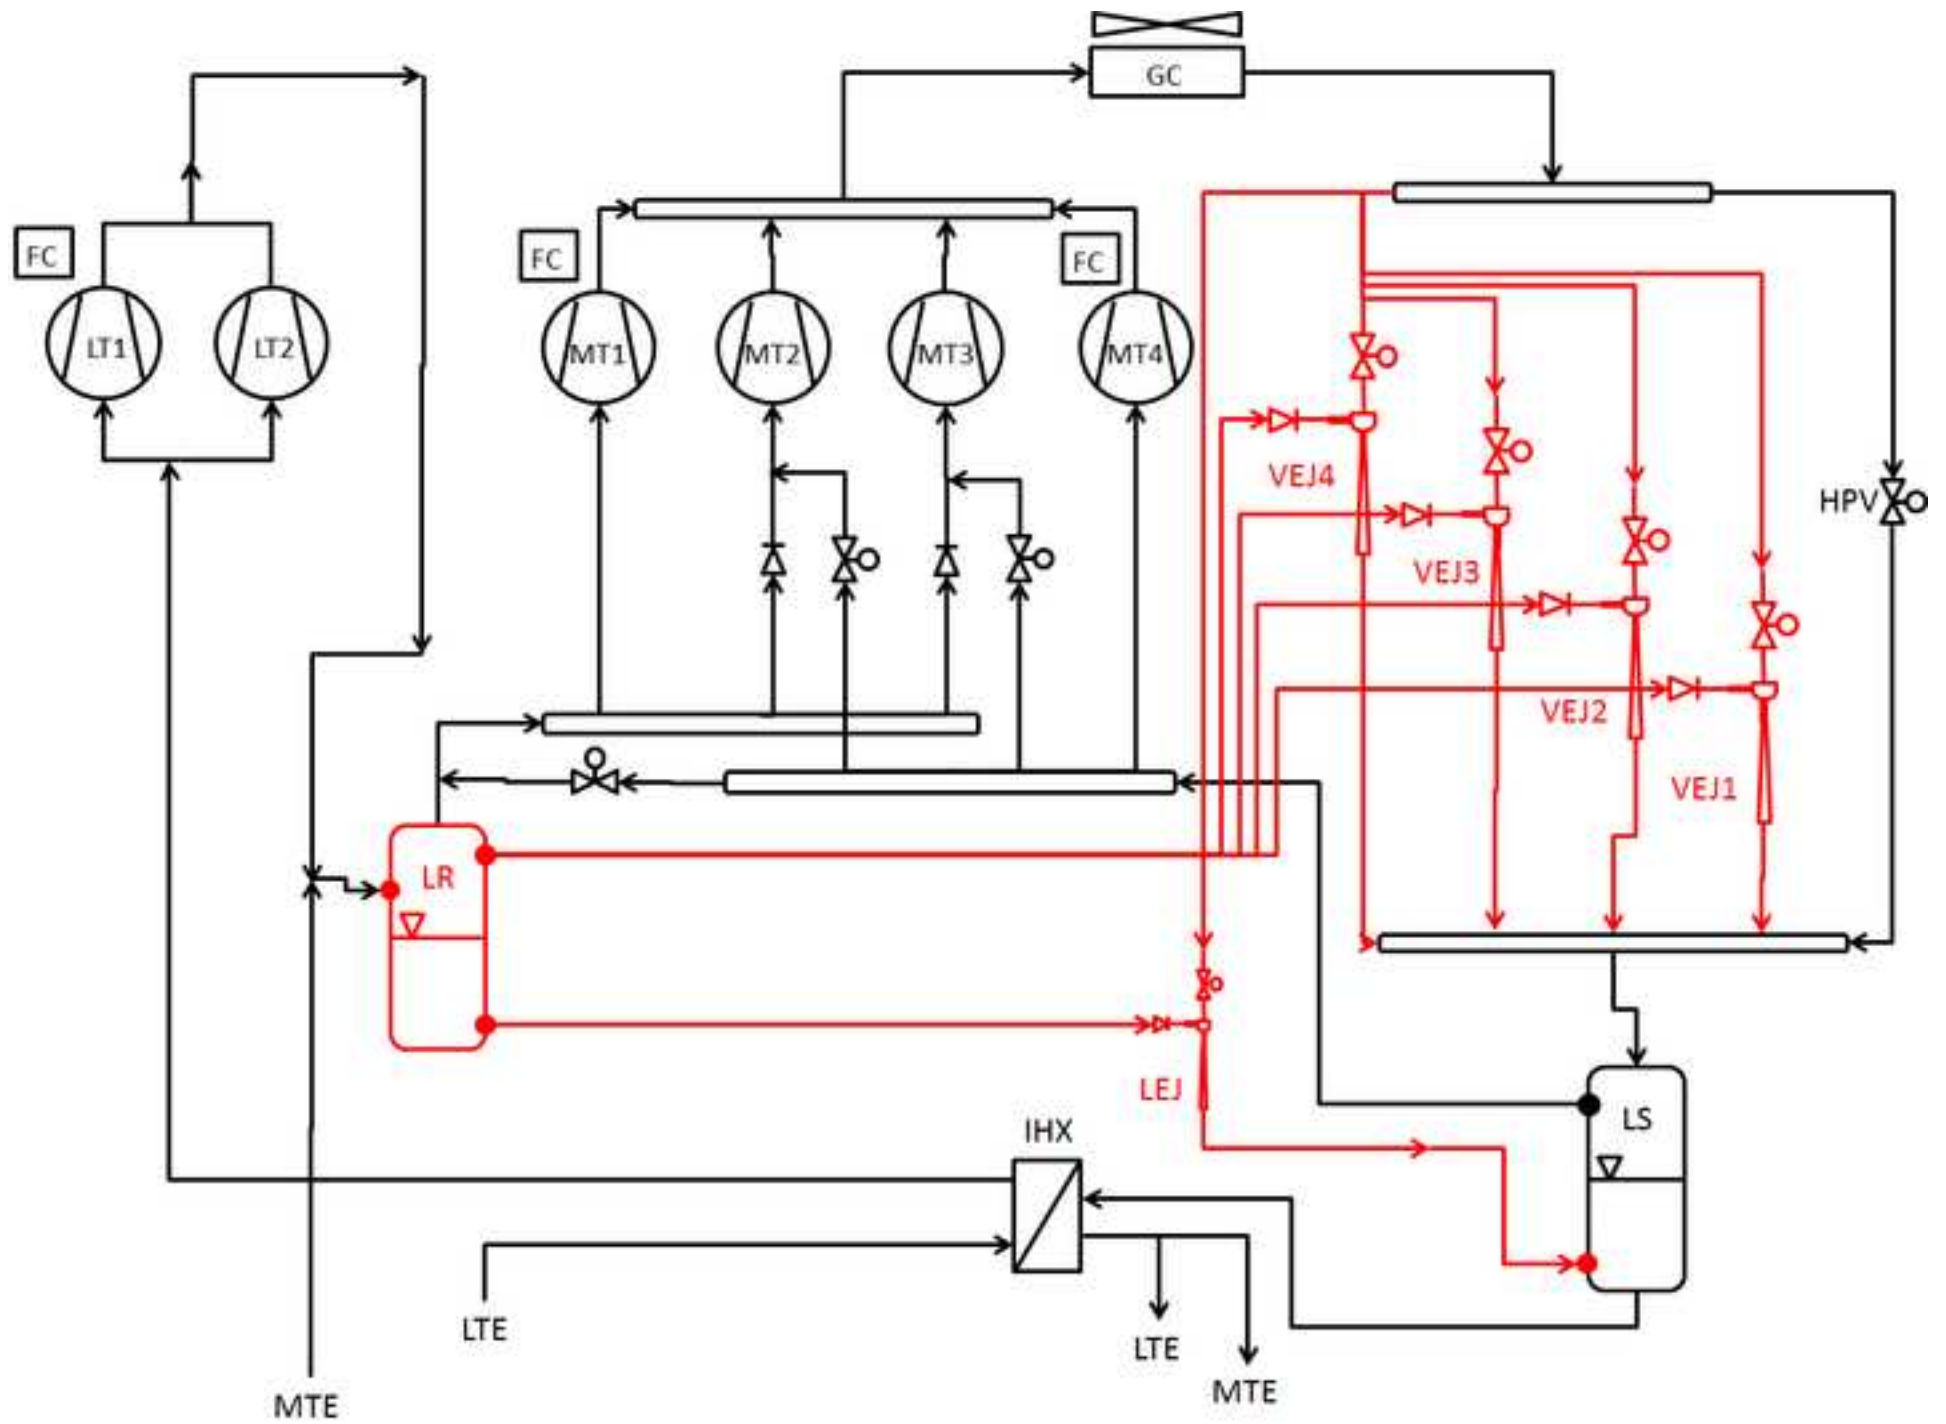 GC
FC
FC
FC
LT1
LT2
MT1
MT2
MT3
MT4
VEJ4
HPV
VEJ3
VEJ2
VEJ1
LR
LEJ
LS
IHX
LTE
LTE
MTE
MTE